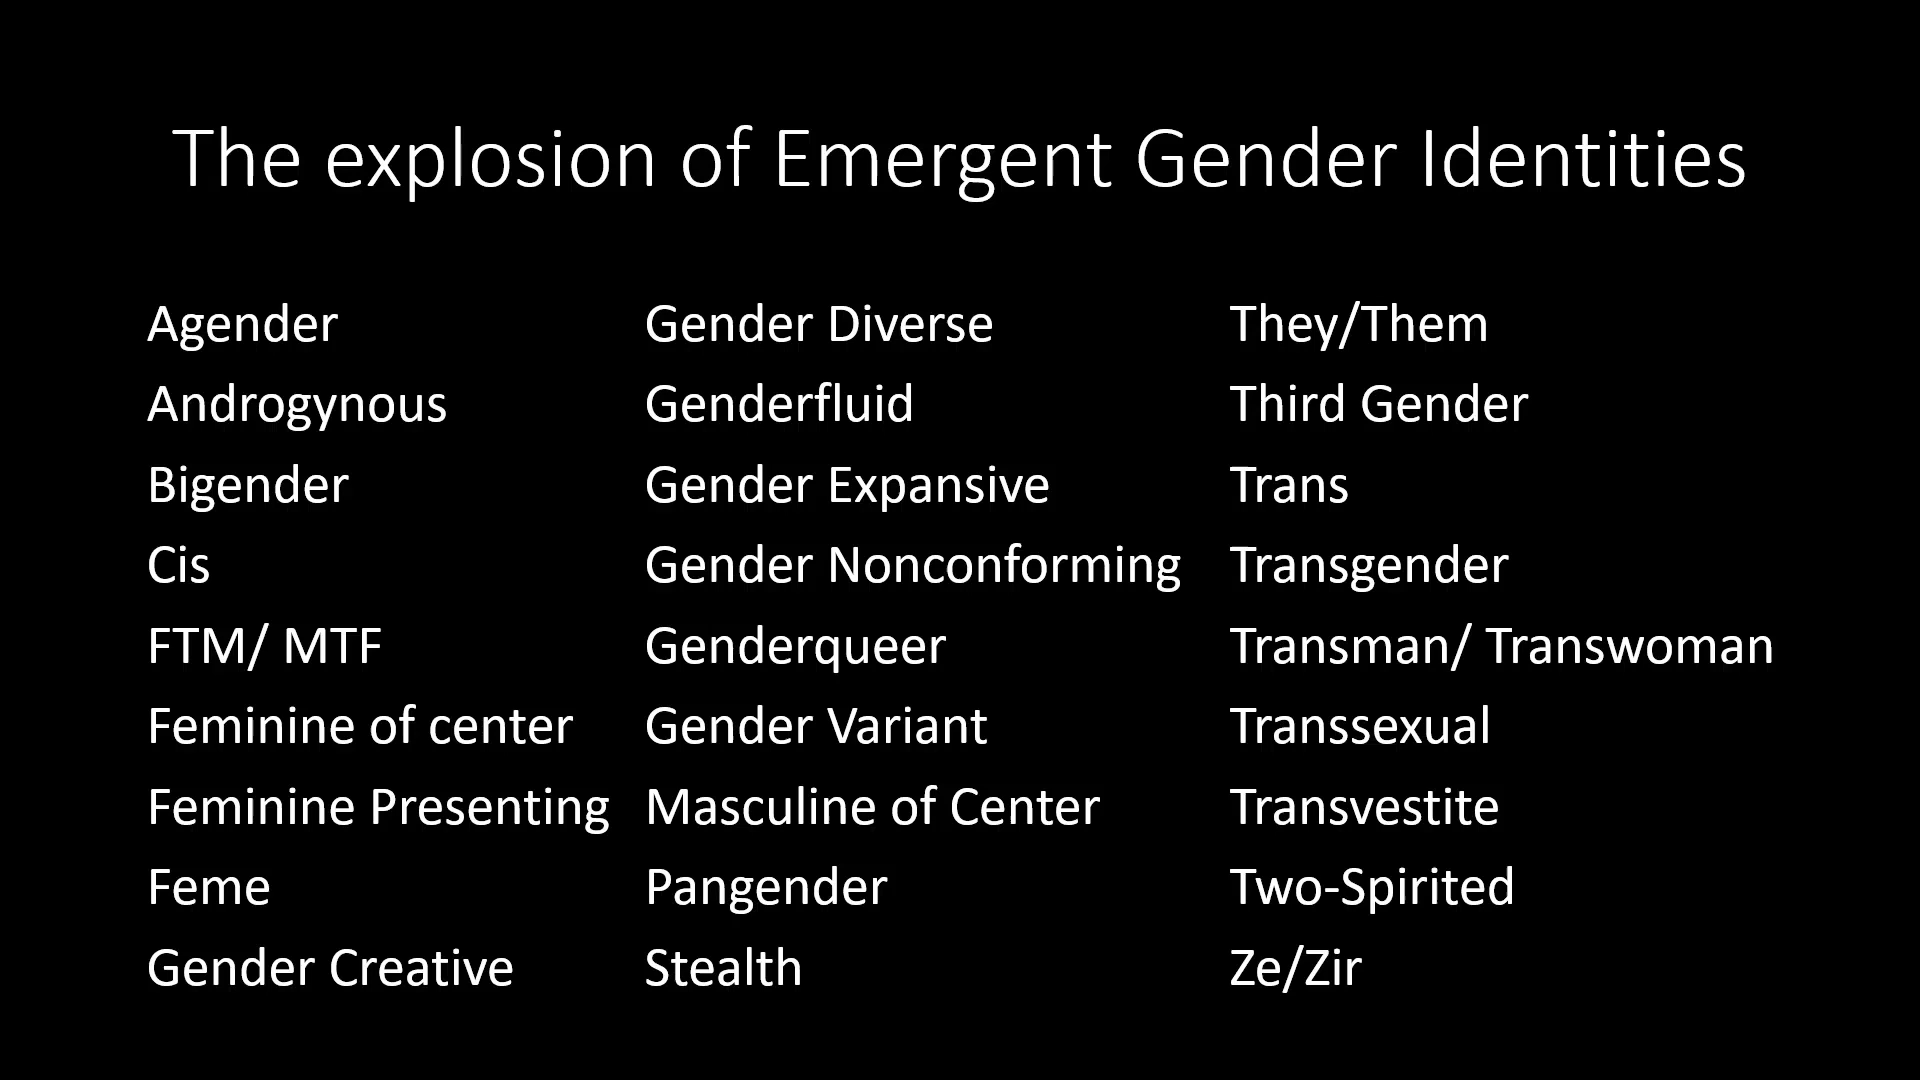 The explosion of Emergent Gender Identities
Agender
Androgynous
Bigender
Cis
FTM/ MTF
Feminine of center
Feminine Presenting
Feme
Gender Creative
Gender Diverse
Genderfluid
Gender Expansive
Gender Nonconforming
Genderqueer
Gender Variant
Masculine of Center
Pangender
Stealth
They/Them
Third Gender
Trans
Transgender
Transman/ Transwoman
Transsexual
Transvestite
Two-Spirited
Ze/Zir